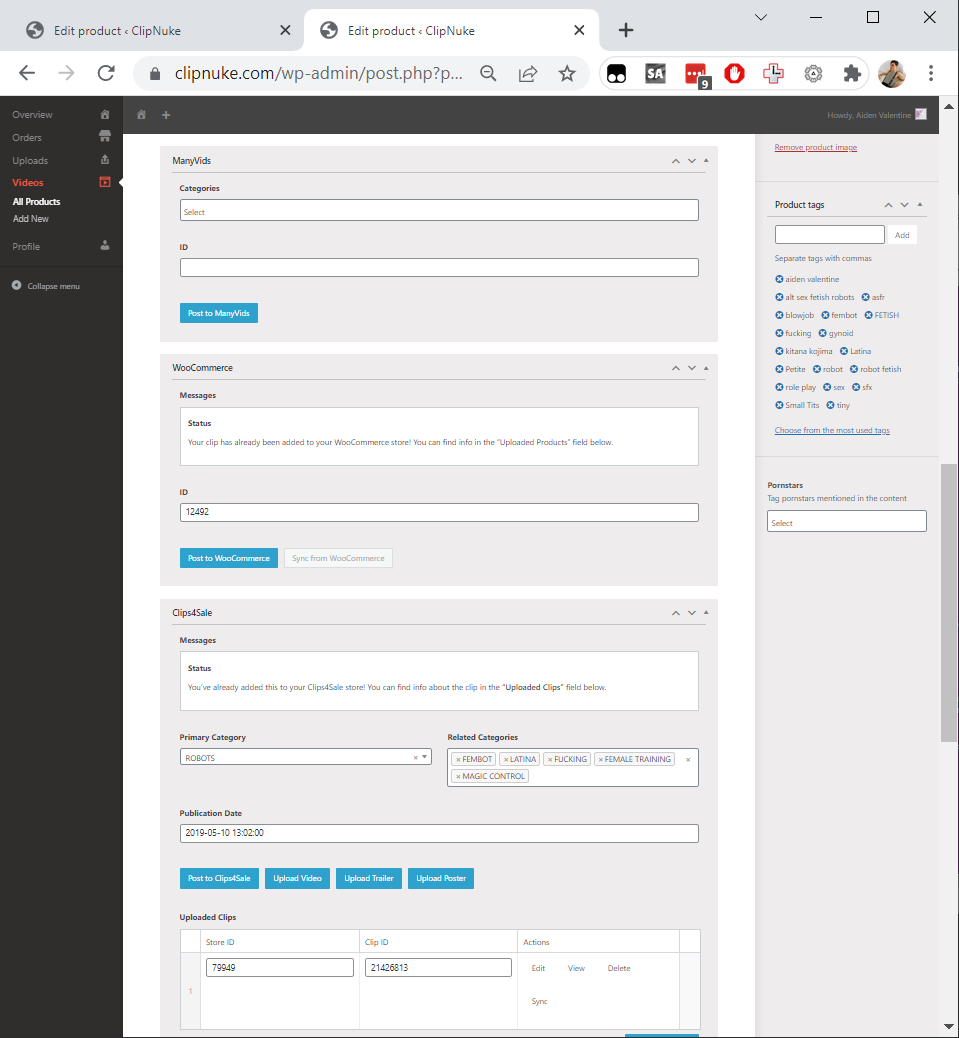 Edit product ‹ ClipNuke
Edit product ‹ ClipNuke
clipnuke.com/wp-admin/post.php?p...
SA
9
Overview
Orders
Uploads
Videos
All Products
Add New
Profile
Collapse menu
Howdy, Aiden Valentine
ManyVids
Categories
Select
ID
Post to ManyVids
WooCommerce
Messages
Status
Your clip has already been added to your WooCommerce store! You can find info in the "Uploaded Products" field below.
ID
12492
Post to WooCommerce Sync from WooCommerce
Clips4Sale
Messages
Status
You've already added this to your Clips4Sale store! You can find info about the clip in the "Uploaded Clips" field below.
Primary Category Related Categories
ROBOTS × × FEMBOT × LATINA × FUCKING × FEMALE TRAINING ×
× MAGIC CONTROL
Publication Date
2019-05-10 13:02:00
Post to Clips4Sale Upload Video Upload Trailer Upload Poster
Uploaded Clips
Store ID Clip ID Actions
1 79949 21426813 Edit View Delete
Sync
Remove product image
Product tags
Add
Separate tags with commas
aiden valentine
alt sex fetish robots asfr
blowjob fembot FETISH
fucking gynoid
kitana kojima Latina
Petite robot robot fetish
role play sex sfx
Small Tits tiny
Choose from the most used tags
Pornstars
Tag pornstars mentioned in the content
Select